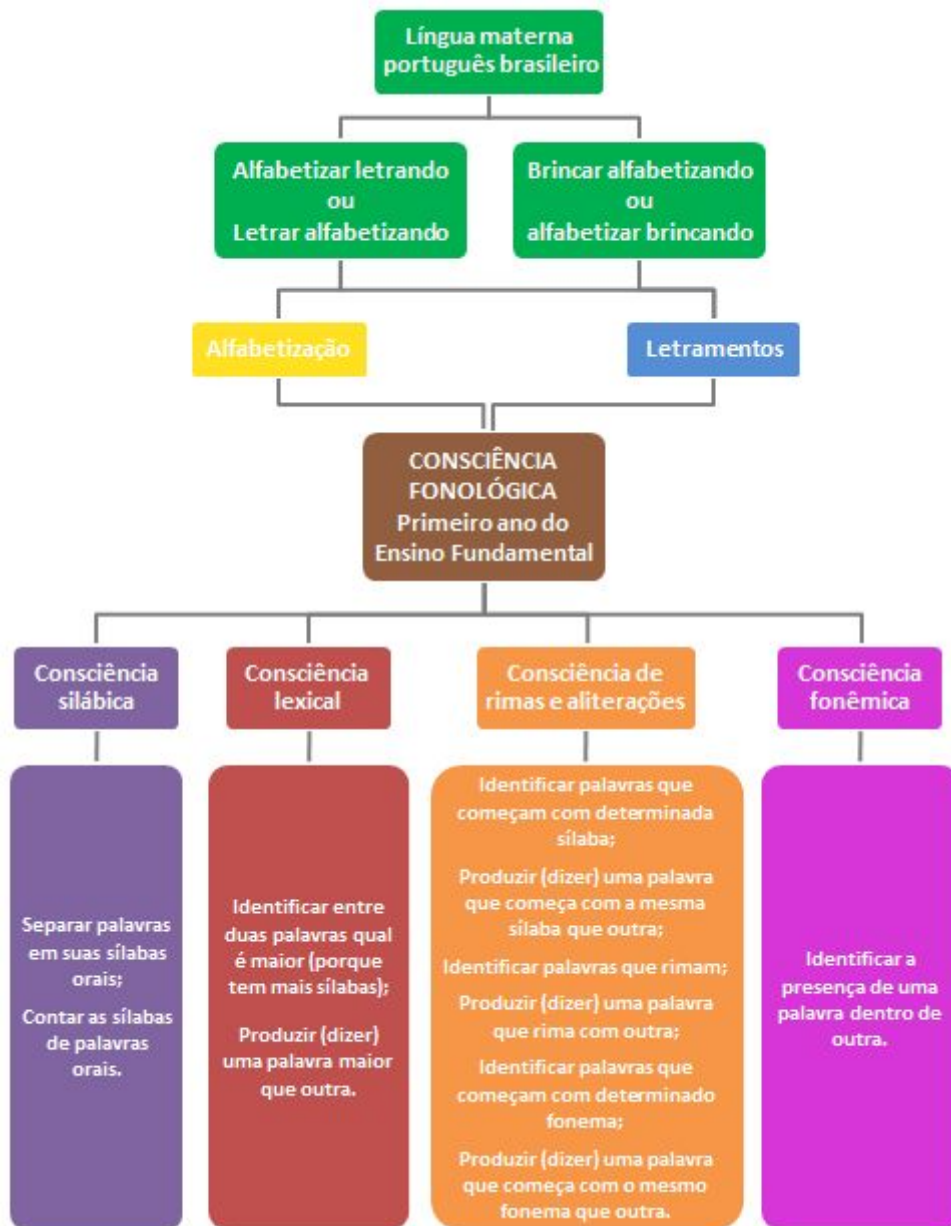 Língua materna
português brasileiro
Alfabetizar letrando
ou
Letrar alfabetizando
Brincar alfabetizando
ou
alfabetizar brincando
Alfabetização
Letramentos
CONSCIÊNCIA
FONOLÓGICA
Primeiro ano do
Ensino Fundamental
Consciência
silábica
Consciência
lexical
Consciência de
rimas e aliterações
Consciência
fonêmica
Separar palavras
em suas sílabas
orais;
Contar as sílabas
de palavras
orais.
Identificar entre
duas palavras qual
é maior (porque
tem mais sílabas);
Produzir (dizer)
uma palavra maior
que outra.
Identificar palavras que
começam com determinada
sílaba;
Produzir (dizer) uma palavra
que começa com a mesma
sílaba que outra;
Identificar palavras que rimam;
Produzir (dizer) uma palavra
que rima com outra;
Identificar palavras que
começam com determinado
fonema;
Produzir (dizer) uma palavra
que começa com o mesmo
fonema que outra.
Identificar a
presença de uma
palavra dentro de
outra.